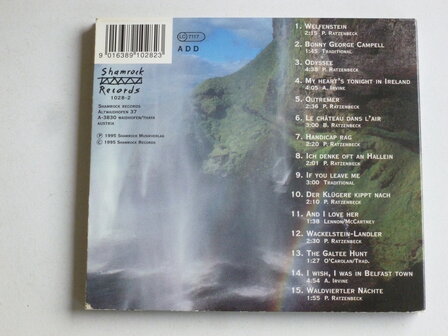 9 016389 102823
LC 7117
ADD
Shamrock
Records
1028-2
Shamrock Records
Altwaidhofen 37
A-3830 Waidhofen/Thaya
Austria
Ⓟ 1995 Shamrock Musikverlag
© 1995 Shamrock Records
1. Welfenstein
2:15 P. Ratzenbeck
2. Bonny George Campell
1:45 Traditional
3. Odyssee
4:38 P. Ratzenbeck
4. My heart's tonight in Ireland
4:05 A. Irvine
5. Outremer
2:36 P. Ratzenbeck
6. Le château dans l'air
3:00 B. Ratzenbeck
7. Handicap rag
2:20 P. Ratzenbeck
8. Ich denke oft an Hallein
2:01 P. Ratzenbeck
9. If you leave me
3:00 Traditional
10. Der Klügere kippt nach
2:10 P. Ratzenbeck
11. And I love her
1:38 Lennon/McCartney
12. Wackelstein-Landler
2:30 P. Ratzenbeck
13. The Galtee Hunt
1:27 O'Carolan/Trad.
14. I wish, I was in Belfast town
4:54 A. Irvine
15. Waldviertler Nächte
1:55 P. Ratzenbeck